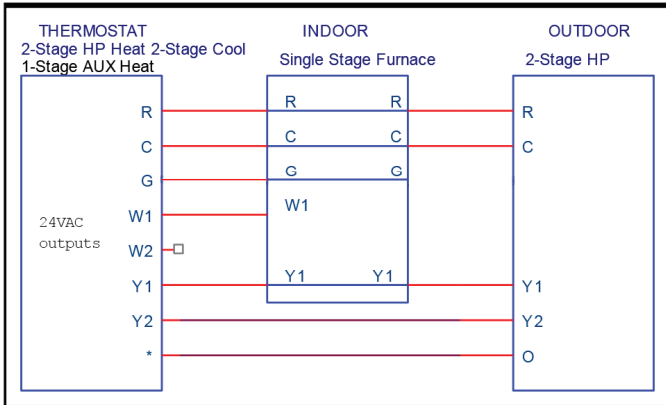 THERMOSTAT
2-Stage HP Heat 2-Stage Cool
1-Stage AUX Heat
INDOOR
Single Stage Furnace
OUTDOOR
2-Stage HP
R R R R
C C C C
G G G
W1 W1
24VAC
outputs
W2
Y1 Y1 Y1 Y1
Y2 Y2
* O